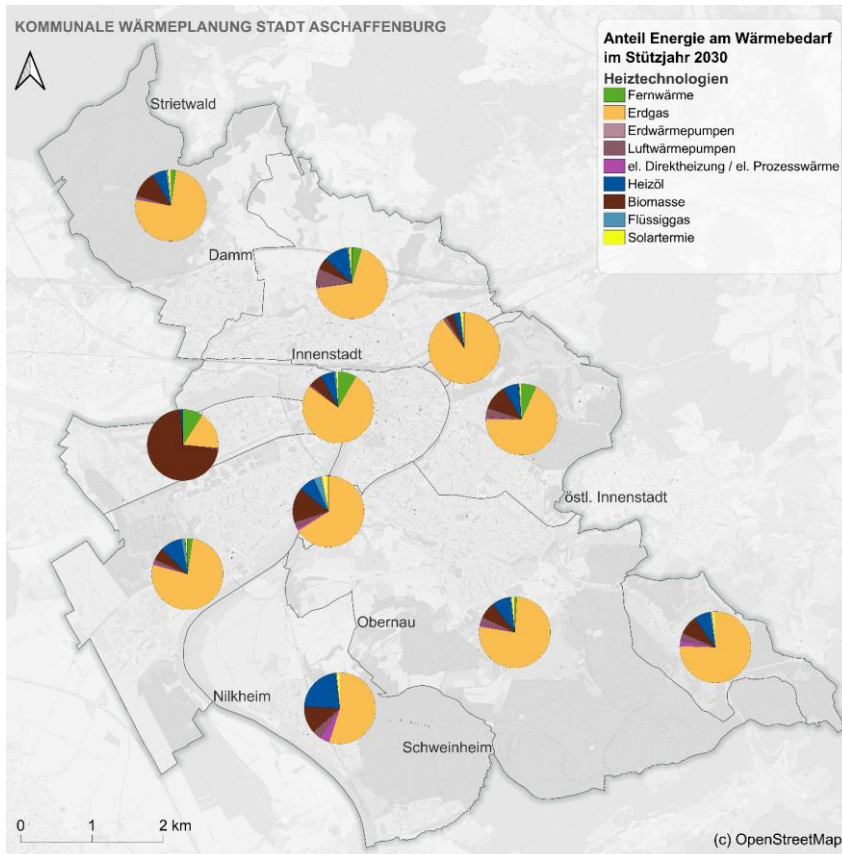 KOMMUNALE WÄRMEPLANUNG STADT ASCHAFFENBURG
Anteil Energie am Wärmebedarf
im Stützjahr 2030
Heiztechnologien
Fernwärme
Erdgas
Erdwärmepumpen
Luftwärmepumpen
el. Direktheizung / el. Prozesswärme
Heizöl
Biomasse
Flüssiggas
Solartermie
Strietwald
Damm
Innenstadt
östl. Innenstadt
Obernau
Nilkheim
Schweinheim
0 1 2 km
(c) OpenStreetMap